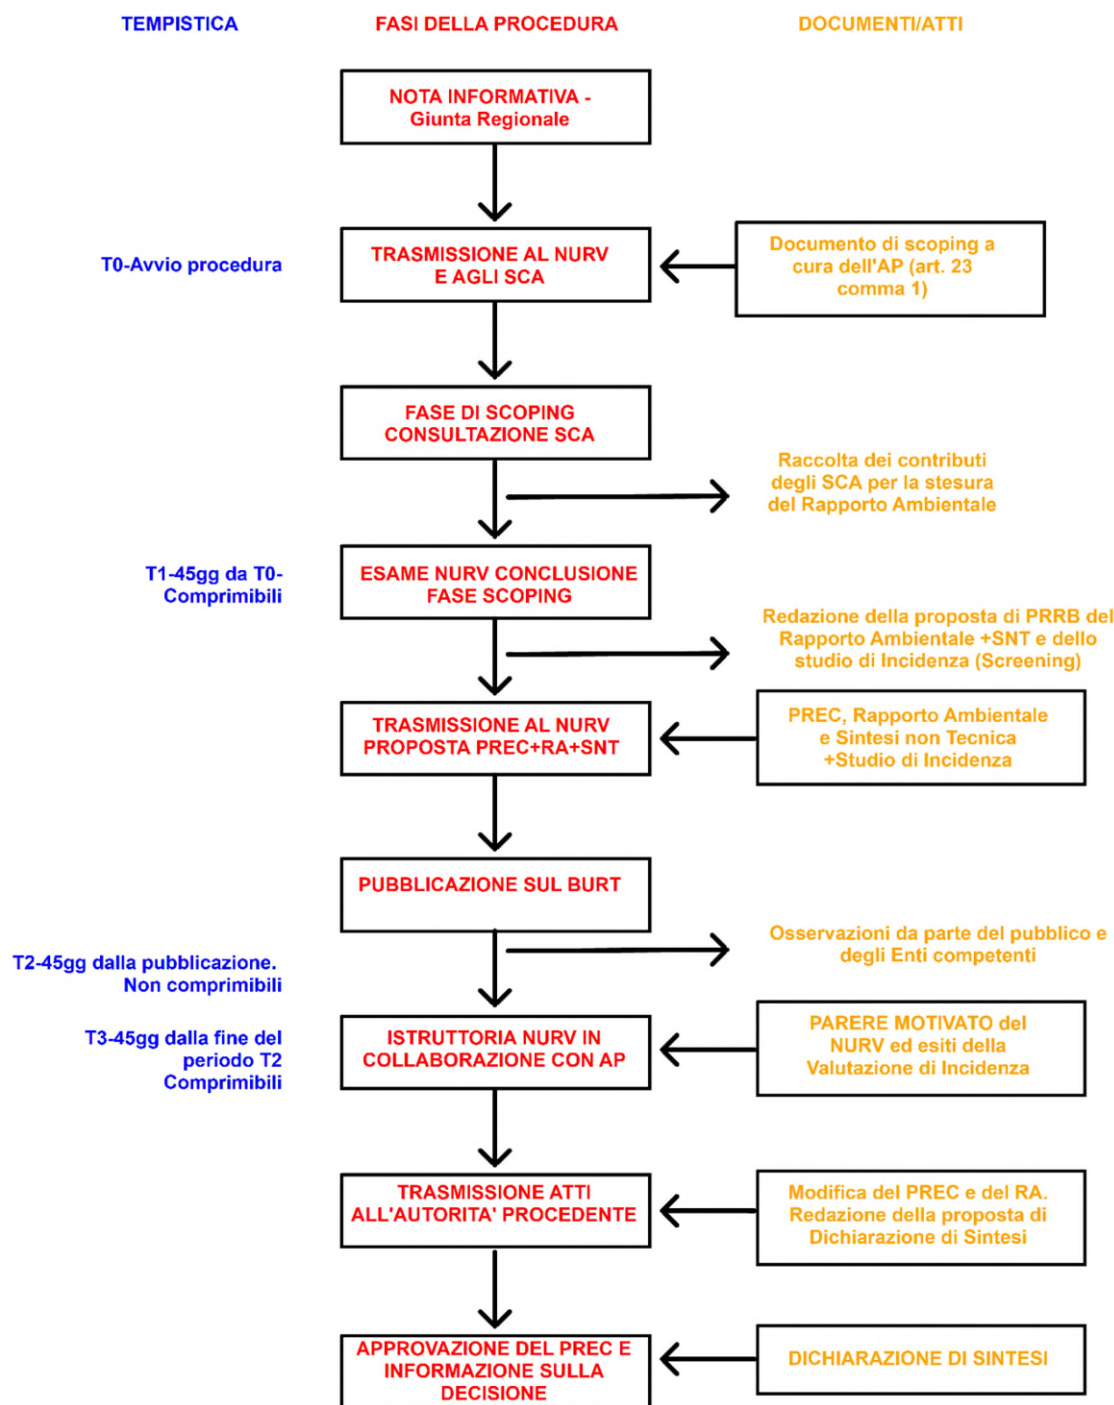 TEMPISTICA
FASI DELLA PROCEDURA
DOCUMENTI/ATTI
NOTA INFORMATIVA -
Giunta Regionale
T0-Avvio procedura
TRASMISSIONE AL NURV
E AGLI SCA
Documento di scoping a
cura dell'AP (art. 23
comma 1)
FASE DI SCOPING
CONSULTAZIONE SCA
Raccolta dei contributi
degli SCA per la stesura
del Rapporto Ambientale
T1-45gg da T0-
Comprimibili
ESAME NURV CONCLUSIONE
FASE SCOPING
Redazione della proposta di PRRB del
Rapporto Ambientale +SNT e dello
studio di Incidenza (Screening)
TRASMISSIONE AL NURV
PROPOSTA PREC+RA+SNT
PREC, Rapporto Ambientale
e Sintesi non Tecnica
+Studio di Incidenza
PUBBLICAZIONE SUL BURT
Osservazioni da parte del pubblico e
degli Enti competenti
T2-45gg dalla pubblicazione.
Non comprimibili
T3-45gg dalla fine del
periodo T2
Comprimibili
ISTRUTTORIA NURV IN
COLLABORAZIONE CON AP
PARERE MOTIVATO del
NURV ed esiti della
Valutazione di Incidenza
TRASMISSIONE ATTI
ALL'AUTORITA' PROCEDENTE
Modifica del PREC e del RA.
Redazione della proposta di
Dichiarazione di Sintesi
APPROVAZIONE DEL PREC E
INFORMAZIONE SULLA
DECISIONE
DICHIARAZIONE DI SINTESI